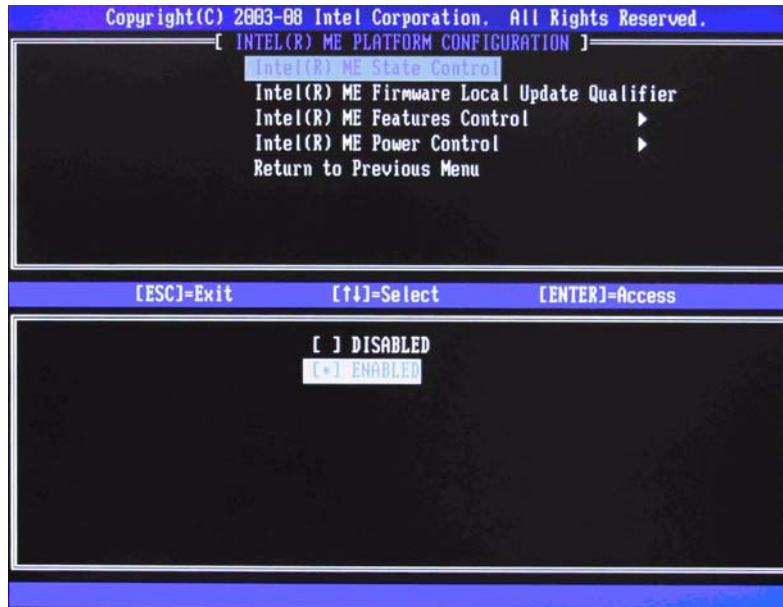 Copyright(C) 2003-08 Intel Corporation. All Rights Reserved.
[ INTEL(R) ME PLATFORM CONFIGURATION ]
Intel(R) ME State Control
Intel(R) ME Firmware Local Update Qualifier
Intel(R) ME Features Control ►
Intel(R) ME Power Control ►
Return to Previous Menu
[ESC]=Exit [↑↓]=Select [ENTER]=Access
[ ] DISABLED
[*] ENABLED